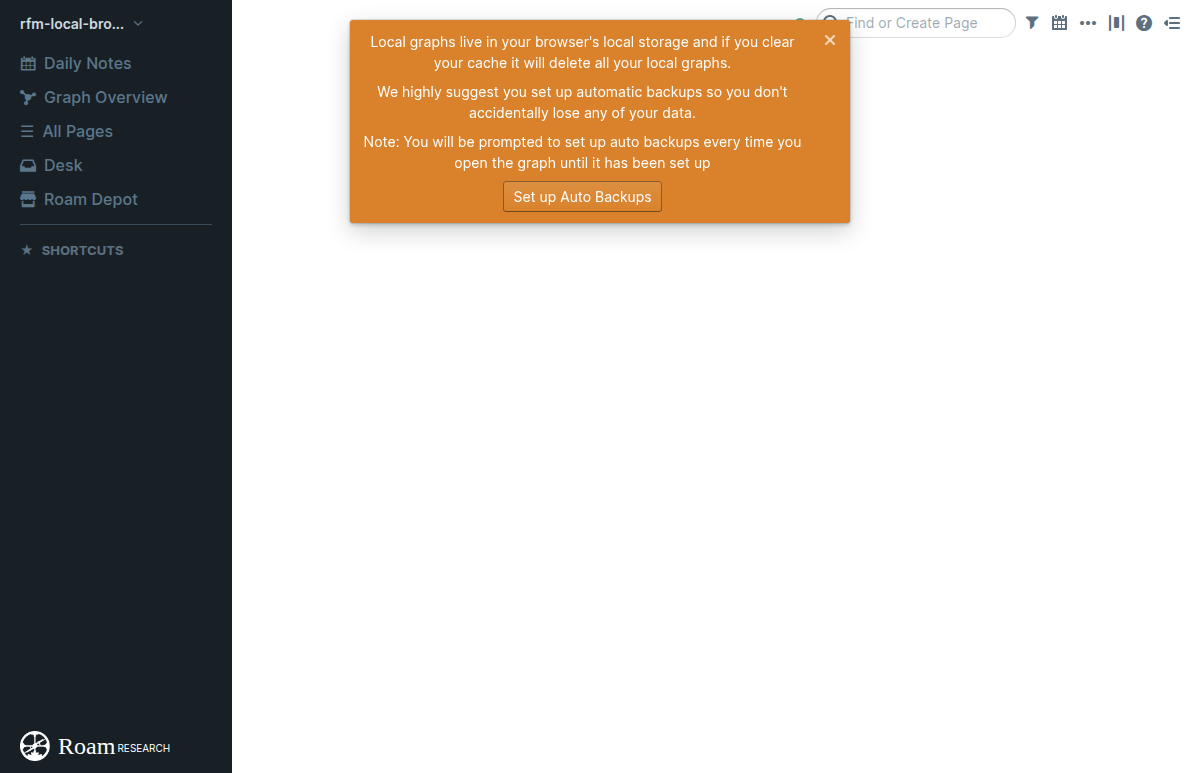 rfm-local-bro...
Daily Notes
Graph Overview
All Pages
Desk
Roam Depot
SHORTCUTS
Roam RESEARCH
Find or Create Page
Local graphs live in your browser's local storage and if you clear
your cache it will delete all your local graphs.
We highly suggest you set up automatic backups so you don't
accidentally lose any of your data.
Note: You will be prompted to set up auto backups every time you
open the graph until it has been set up
Set up Auto Backups